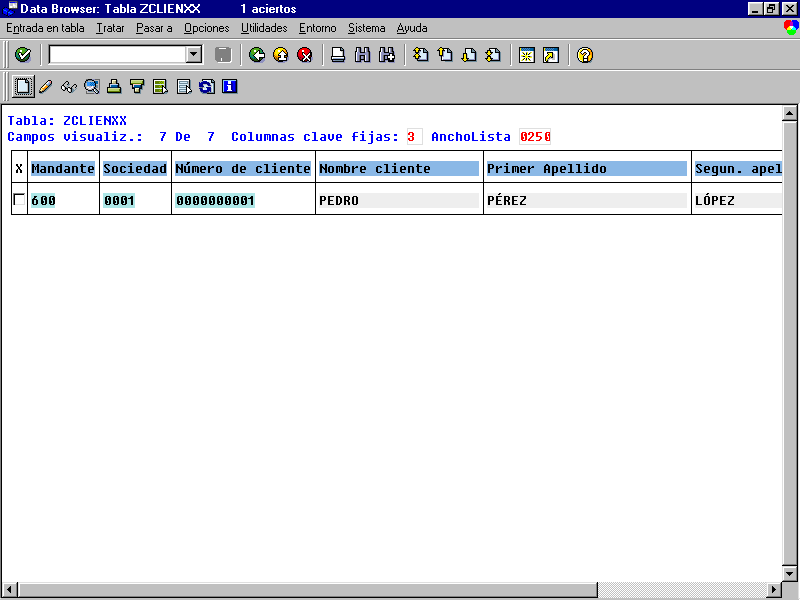 Data Browser: Tabla ZCLIENXX 1 aciertos
Entrada en tabla Tratar Pasar a Opciones Utilidades Entorno Sistema Ayuda
Tabla: ZCLIENXX
Campos visualiz.: 7 De 7 Columnas clave fijas: 3 AnchoLista 0250
X Mandante Sociedad Número de cliente Nombre cliente Primer Apellido Segun. apel
600 0001 0000000001 PEDRO PÉREZ LÓPEZ